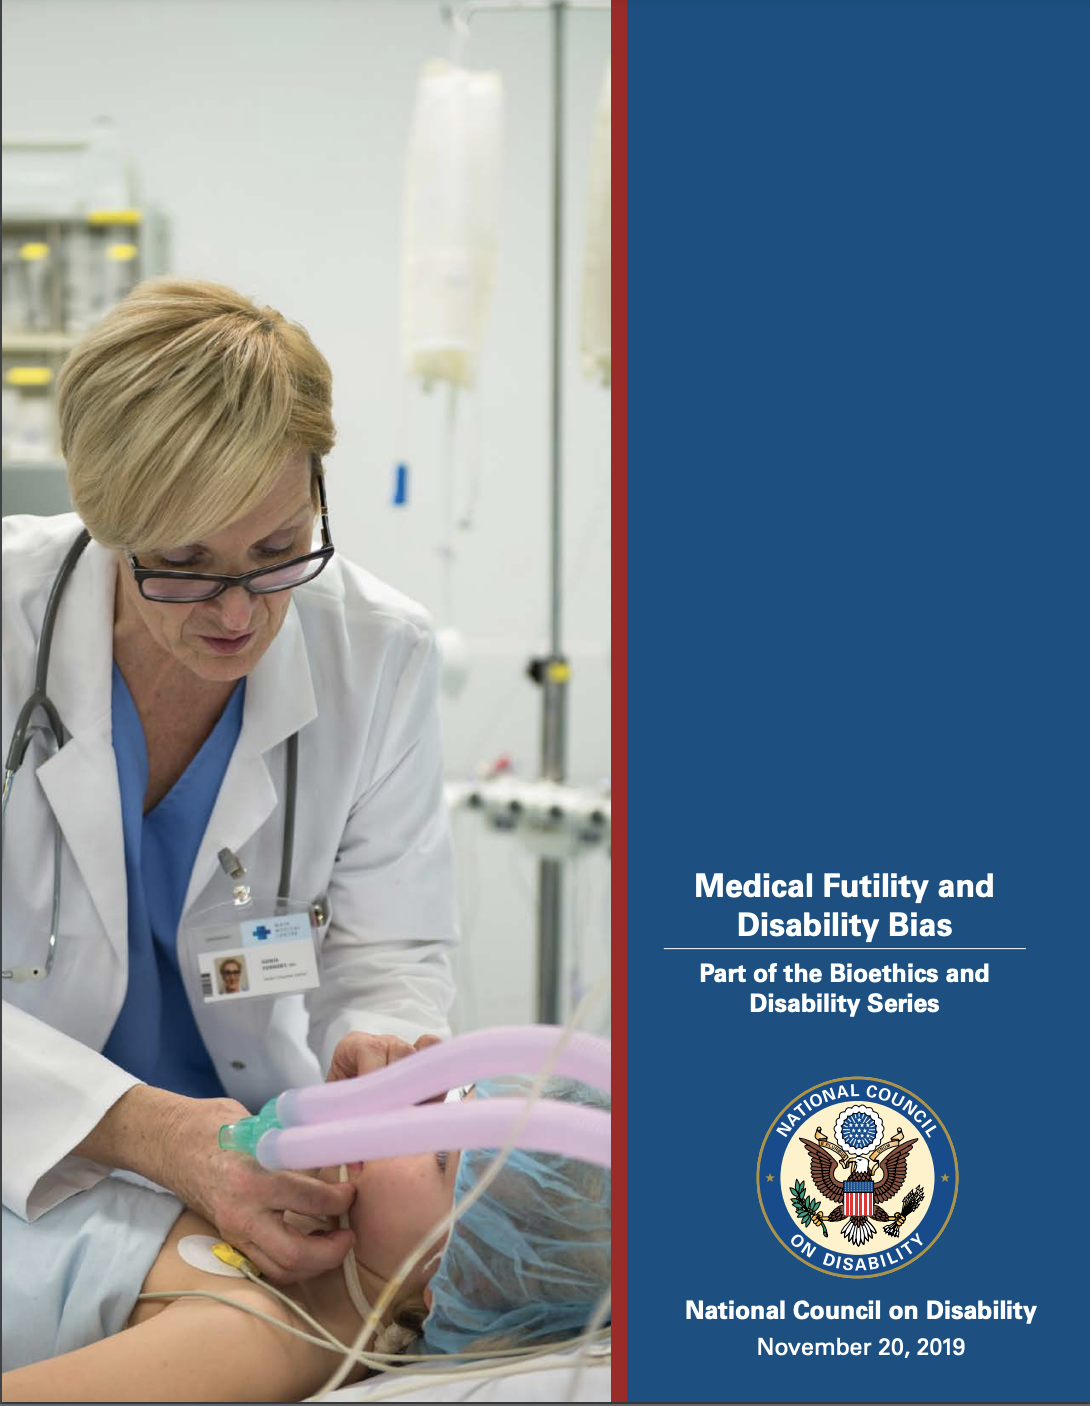 Medical Futility and
Disability Bias
Part of the Bioethics and
Disability Series
NATIONAL COUNCIL
ON DISABILITY
National Council on Disability
November 20, 2019